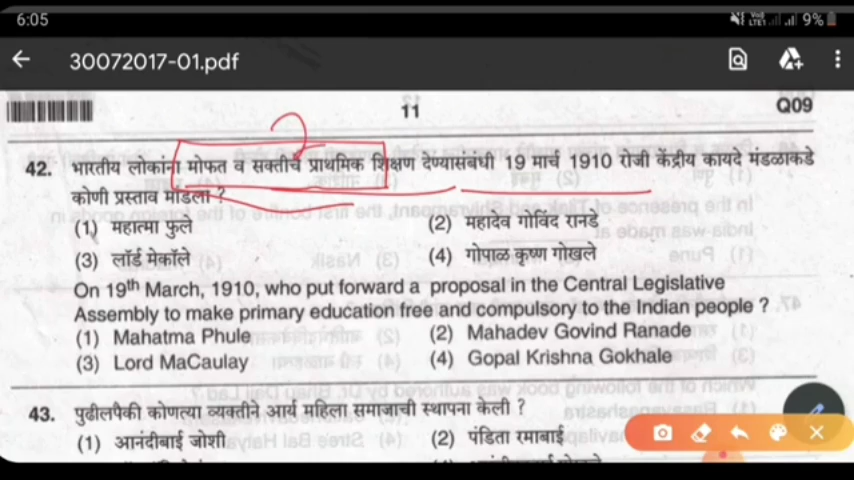 6:05
9%
30072017-01.pdf
11
Q09
42. भारतीय लोकांना मोफत व सक्तीचे प्राथमिक शिक्षण देण्यासंबंधी 19 मार्च 1910 रोजी केंद्रीय कायदे मंडळाकडे
कोणी प्रस्ताव मांडला ?
(1) महात्मा फुले
(2) महादेव गोविंद रानडे
(3) लॉर्ड मेकॉले
(4) गोपाळ कृष्ण गोखले
On 19th March, 1910, who put forward a proposal in the Central Legislative
Assembly to make primary education free and compulsory to the Indian people ?
(1) Mahatma Phule
(2) Mahadev Govind Ranade
(3) Lord MaCaulay
(4) Gopal Krishna Gokhale
43. पुढीलपैकी कोणत्या व्यक्तीने आर्य महिला समाजाची स्थापना केली ?
(1) आनंदीबाई जोशी
(2) पंडिता रमाबाई